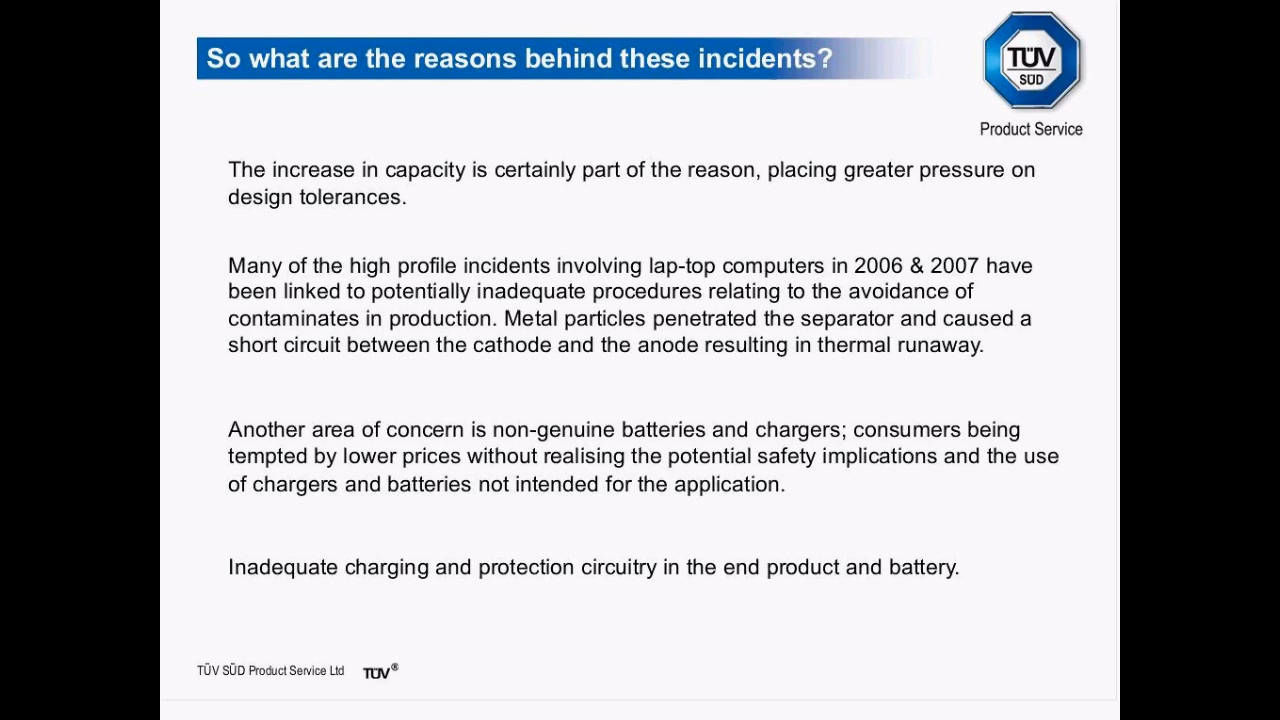 So what are the reasons behind these incidents?
TÜV
SÜD
Product Service
The increase in capacity is certainly part of the reason, placing greater pressure on
design tolerances.
Many of the high profile incidents involving lap-top computers in 2006 & 2007 have
been linked to potentially inadequate procedures relating to the avoidance of
contaminates in production. Metal particles penetrated the separator and caused a
short circuit between the cathode and the anode resulting in thermal runaway.
Another area of concern is non-genuine batteries and chargers; consumers being
tempted by lower prices without realising the potential safety implications and the use
of chargers and batteries not intended for the application.
Inadequate charging and protection circuitry in the end product and battery.
TÜV SÜD Product Service Ltd TÜV®